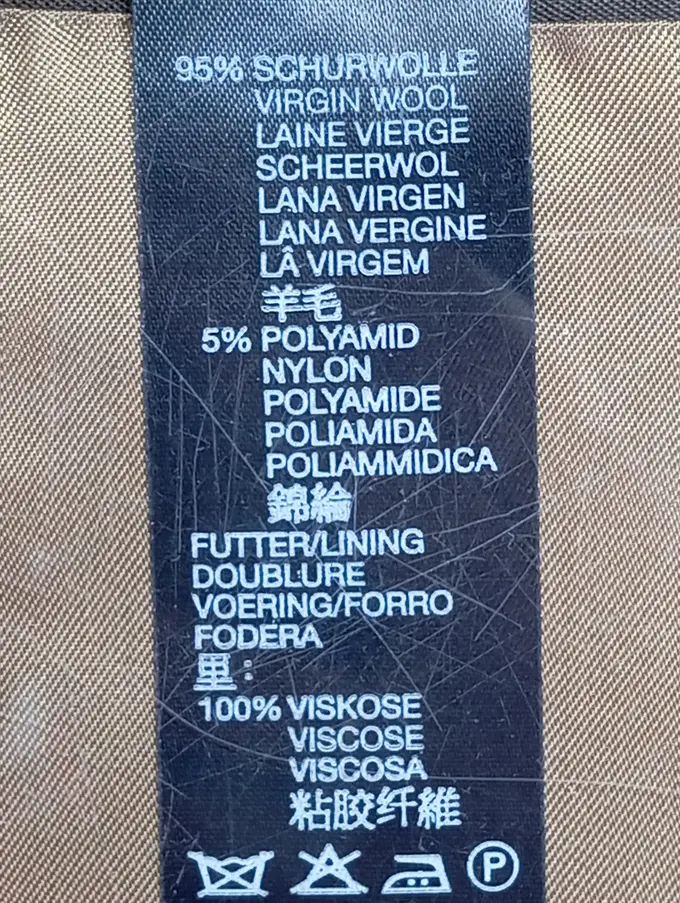 95% SCHURWOLLE
VIRGIN WOOL
LAINE VIERGE
SCHEERWOL
LANA VIRGEN
LANA VERGINE
LÂ VIRGEM
羊毛
5% POLYAMID
NYLON
POLYAMIDE
POLIAMIDA
POLIAMMIDICA
錦綸
FUTTER/LINING
DOUBLURE
VOERING/FORRO
FODERA
里:
100% VISKOSE
VISCOSE
VISCOSA
粘胶纤維
P